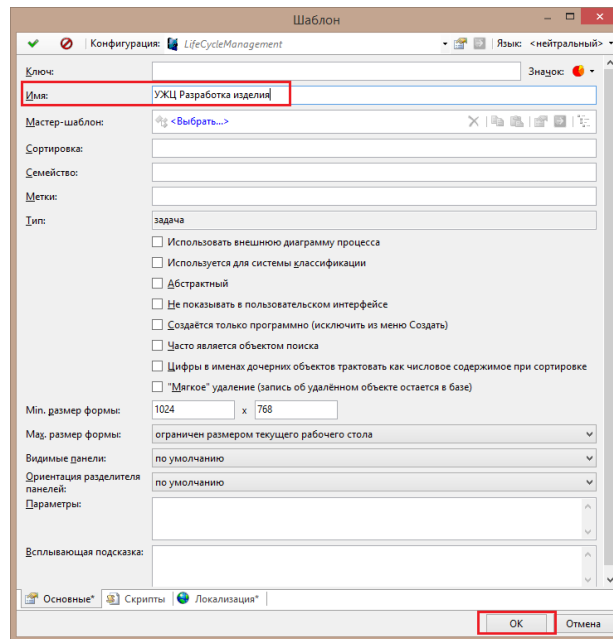 Шаблон
Конфигурация: LifeCycleManagement
Язык: <нейтральный>
Ключ:
Значок:
Имя: УЖЦ Разработка изделия
Мастер-шаблон: <Выбрать...>
Сортировка:
Семейство:
Метки:
Тип: задача
Использовать внешнюю диаграмму процесса
Используется для системы классификации
Абстрактный
Не показывать в пользовательском интерфейсе
Создаётся только программно (исключить из меню Создать)
Часто является объектом поиска
Цифры в именах дочерних объектов трактовать как числовое содержимое при сортировке
"Мягкое" удаление (запись об удалённом объекте остается в базе)
Min. размер формы: 1024 x 768
Max. размер формы: ограничен размером текущего рабочего стола
Видимые панели: по умолчанию
Ориентация разделителя панелей: по умолчанию
Параметры:
Всплывающая подсказка:
Основные* Скрипты Локализация*
OK Отмена